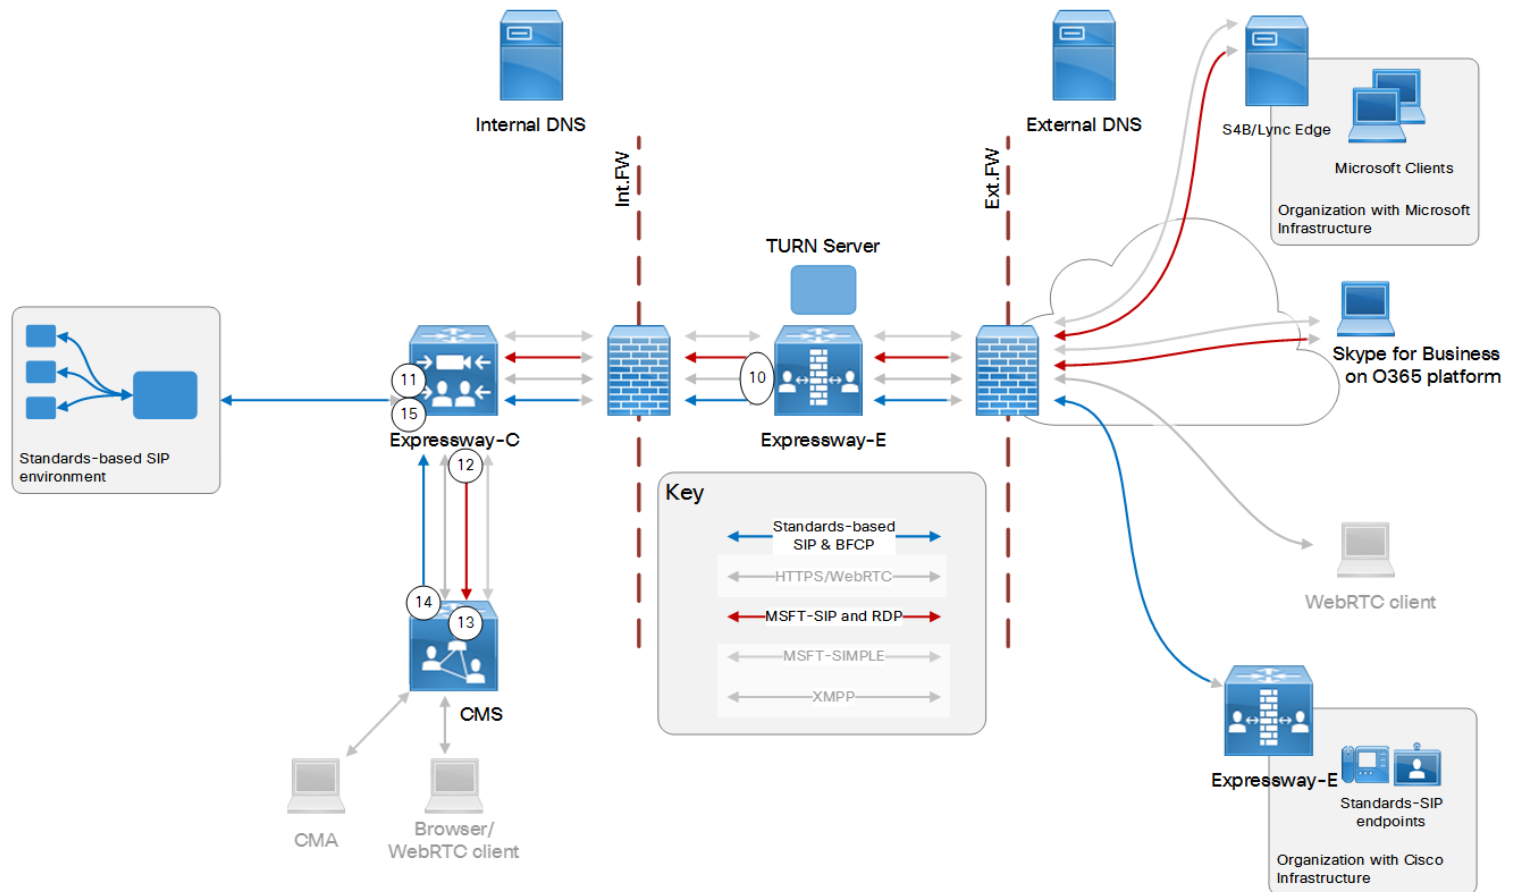 Internal DNS
External DNS
S4B/Lync Edge
Microsoft Clients
Organization with Microsoft
Infrastructure
Int.FW
Ext.FW
TURN Server
Skype for Business
on O365 platform
10
11
15
Expressway-C
Expressway-E
Standards-based SIP
environment
12
Key
Standards-based
SIP & BFCP
HTTPS/WebRTC
MSFT-SIP and RDP
MSFT-SIMPLE
XMPP
WebRTC client
14
13
CMS
CMA
Browser/
WebRTC client
Expressway-E
Standards-SIP
endpoints
Organization with Cisco
Infrastructure